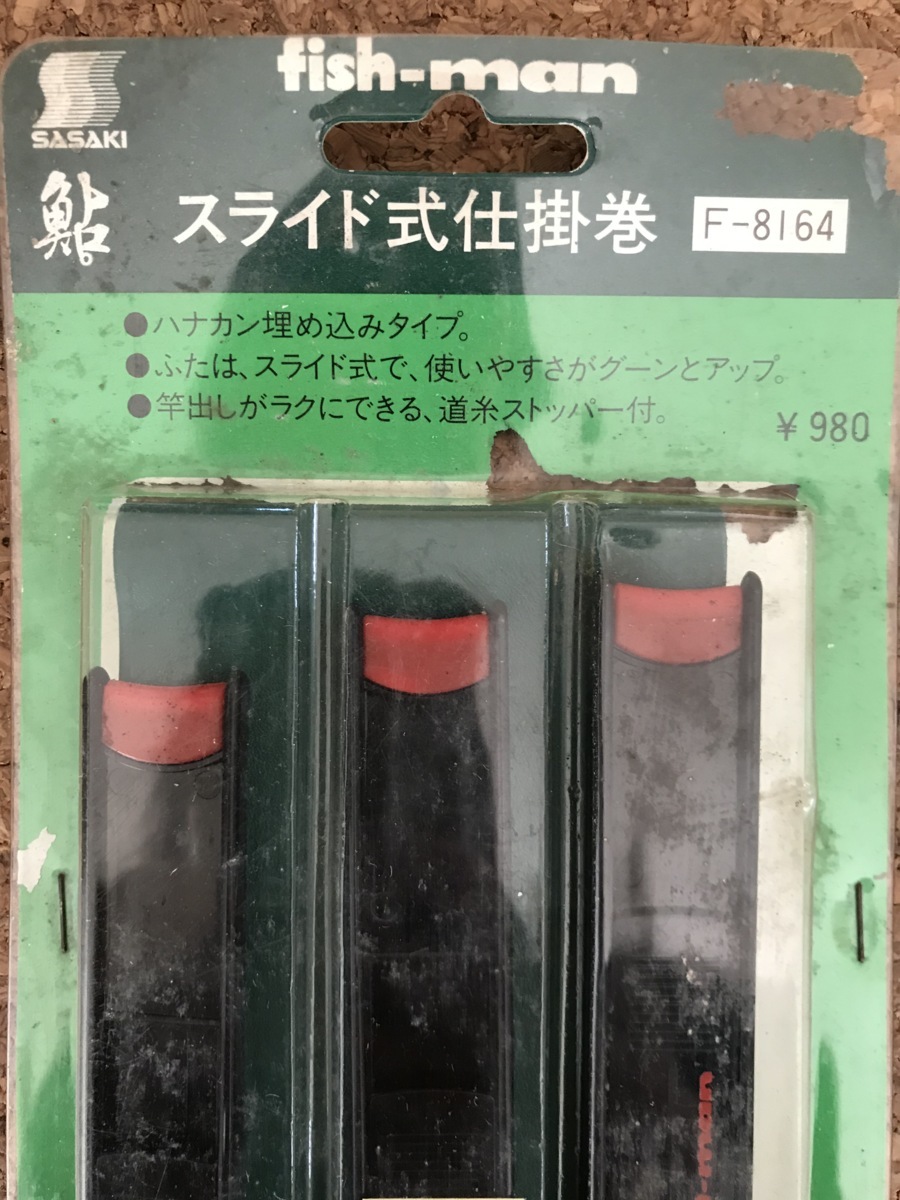 fish-man
SASAKI
鮎 スライド式仕掛巻 F-8164
●ハナカン埋め込みタイプ。
●ふたは、スライド式で、使いやすさがグーンとアップ。
●竿出しがラクにできる、道糸ストッパー付。
¥980
-man